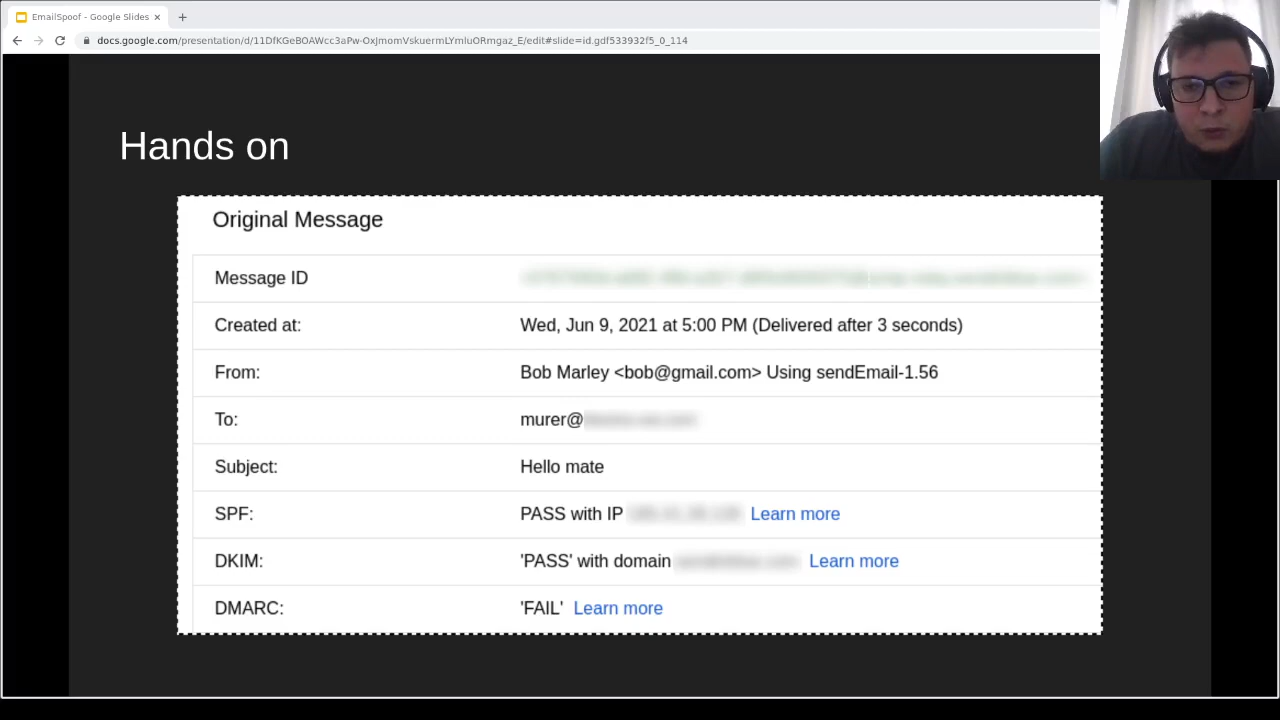 EmailSpoof - Google Slides
docs.google.com/presentation/d/11DfKGeBOAWcc3aPw-OxJmomVskuermLYmluORmgaz_E/edit#slide=id.gdf533932f5_0_114
Hands on
Original Message
Message ID
Created at: Wed, Jun 9, 2021 at 5:00 PM (Delivered after 3 seconds)
From: Bob Marley <bob@gmail.com> Using sendEmail-1.56
To: murer@
Subject: Hello mate
SPF: PASS with IP Learn more
DKIM: 'PASS' with domain Learn more
DMARC: 'FAIL' Learn more